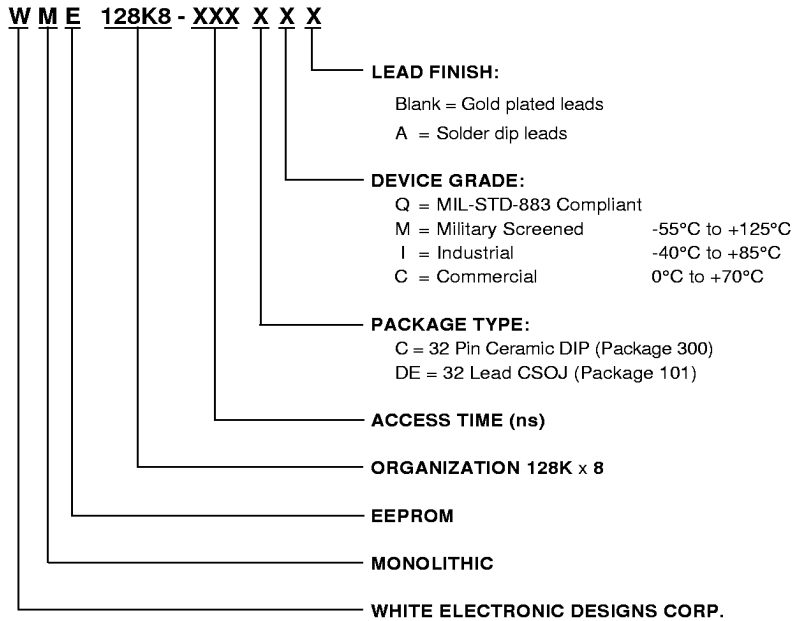 W M E 128K8 - XXX X X X
LEAD FINISH:
Blank = Gold plated leads
A = Solder dip leads
DEVICE GRADE:
Q = MIL-STD-883 Compliant
M = Military Screened -55°C to +125°C
I = Industrial -40°C to +85°C
C = Commercial 0°C to +70°C
PACKAGE TYPE:
C = 32 Pin Ceramic DIP (Package 300)
DE = 32 Lead CSOJ (Package 101)
ACCESS TIME (ns)
ORGANIZATION 128K x 8
EEPROM
MONOLITHIC
WHITE ELECTRONIC DESIGNS CORP.